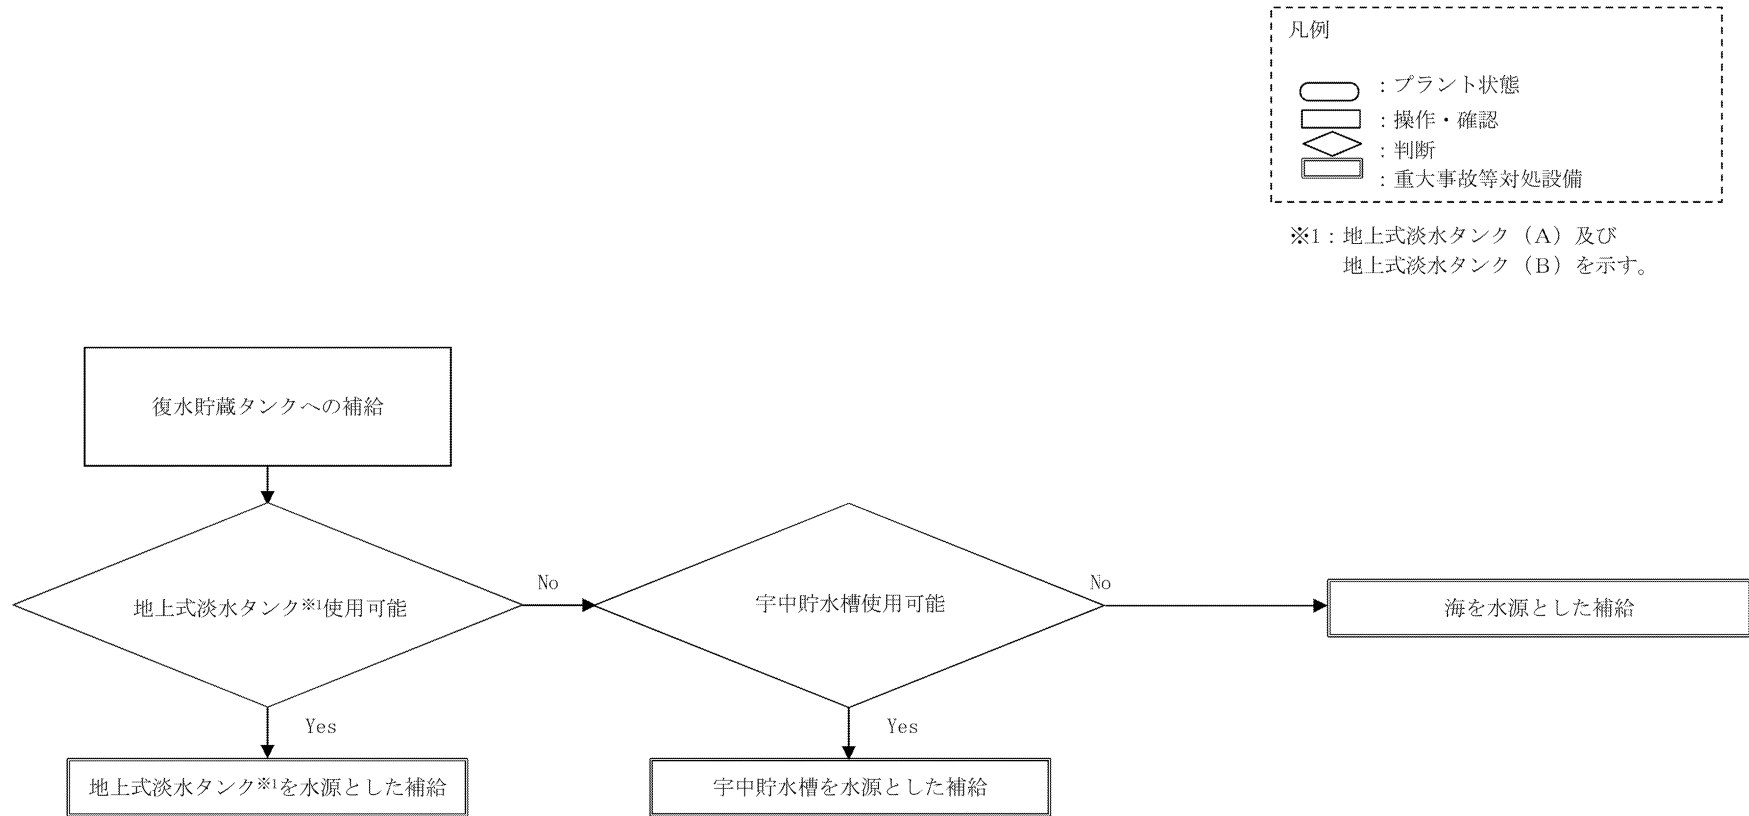 凡例
：プラント状態
：操作・確認
：判断
：重大事故等対処設備
※1：地上式淡水タンク（A）及び
地上式淡水タンク（B）を示す。
復水貯蔵タンクへの補給
地上式淡水タンク※1使用可能
No
宇中貯水槽使用可能
No
海を水源とした補給
Yes
Yes
地上式淡水タンク※1を水源とした補給
宇中貯水槽を水源とした補給